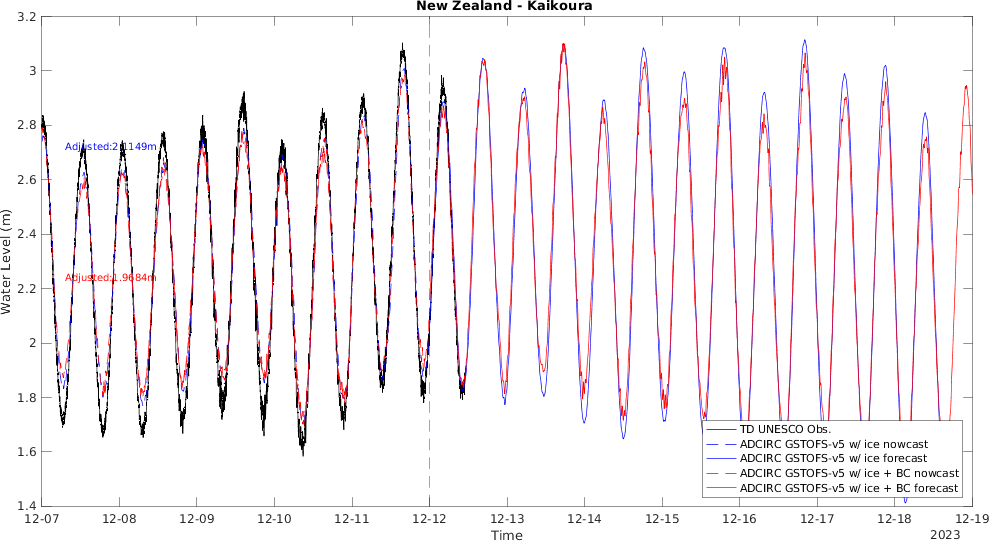 New Zealand - Kaikoura
3.2
3
2.8
2.6
2.4
2.2
2
1.8
1.6
1.4
Water Level (m)
Adjusted:2.1149m
Adjusted:1.9684m
TD UNESCO Obs.
ADCIRC GSTOFS-v5 w/ ice nowcast
ADCIRC GSTOFS-v5 w/ ice forecast
ADCIRC GSTOFS-v5 w/ ice + BC nowcast
ADCIRC GSTOFS-v5 w/ ice + BC forecast
12-07 12-08 12-09 12-10 12-11 12-12 12-13 12-14 12-15 12-16 12-17 12-18 12-19
Time
2023